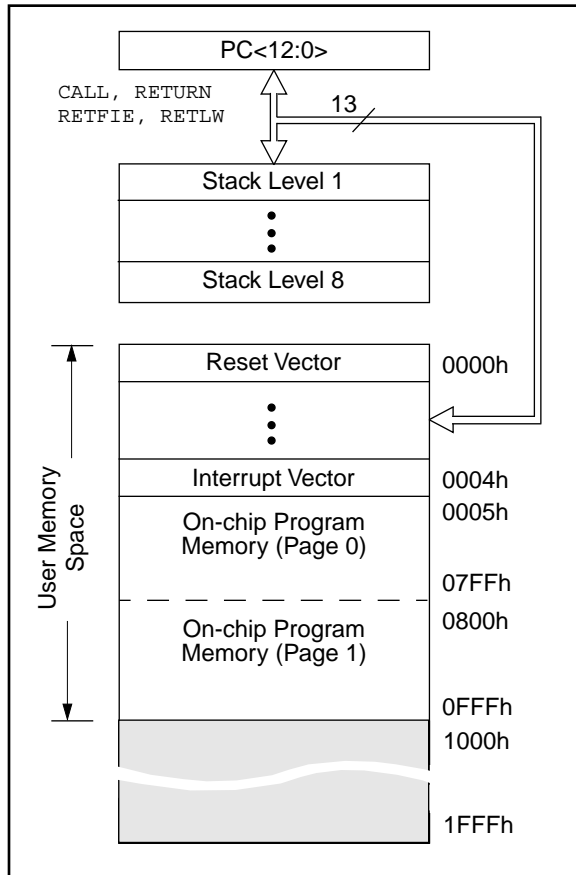 PC<12:0>
CALL, RETURN
RETFIE, RETLW
13
Stack Level 1
Stack Level 8
User Memory
Space
Reset Vector
0000h
Interrupt Vector
0004h
0005h
On-chip Program
Memory (Page 0)
07FFh
0800h
On-chip Program
Memory (Page 1)
0FFFh
1000h
1FFFh